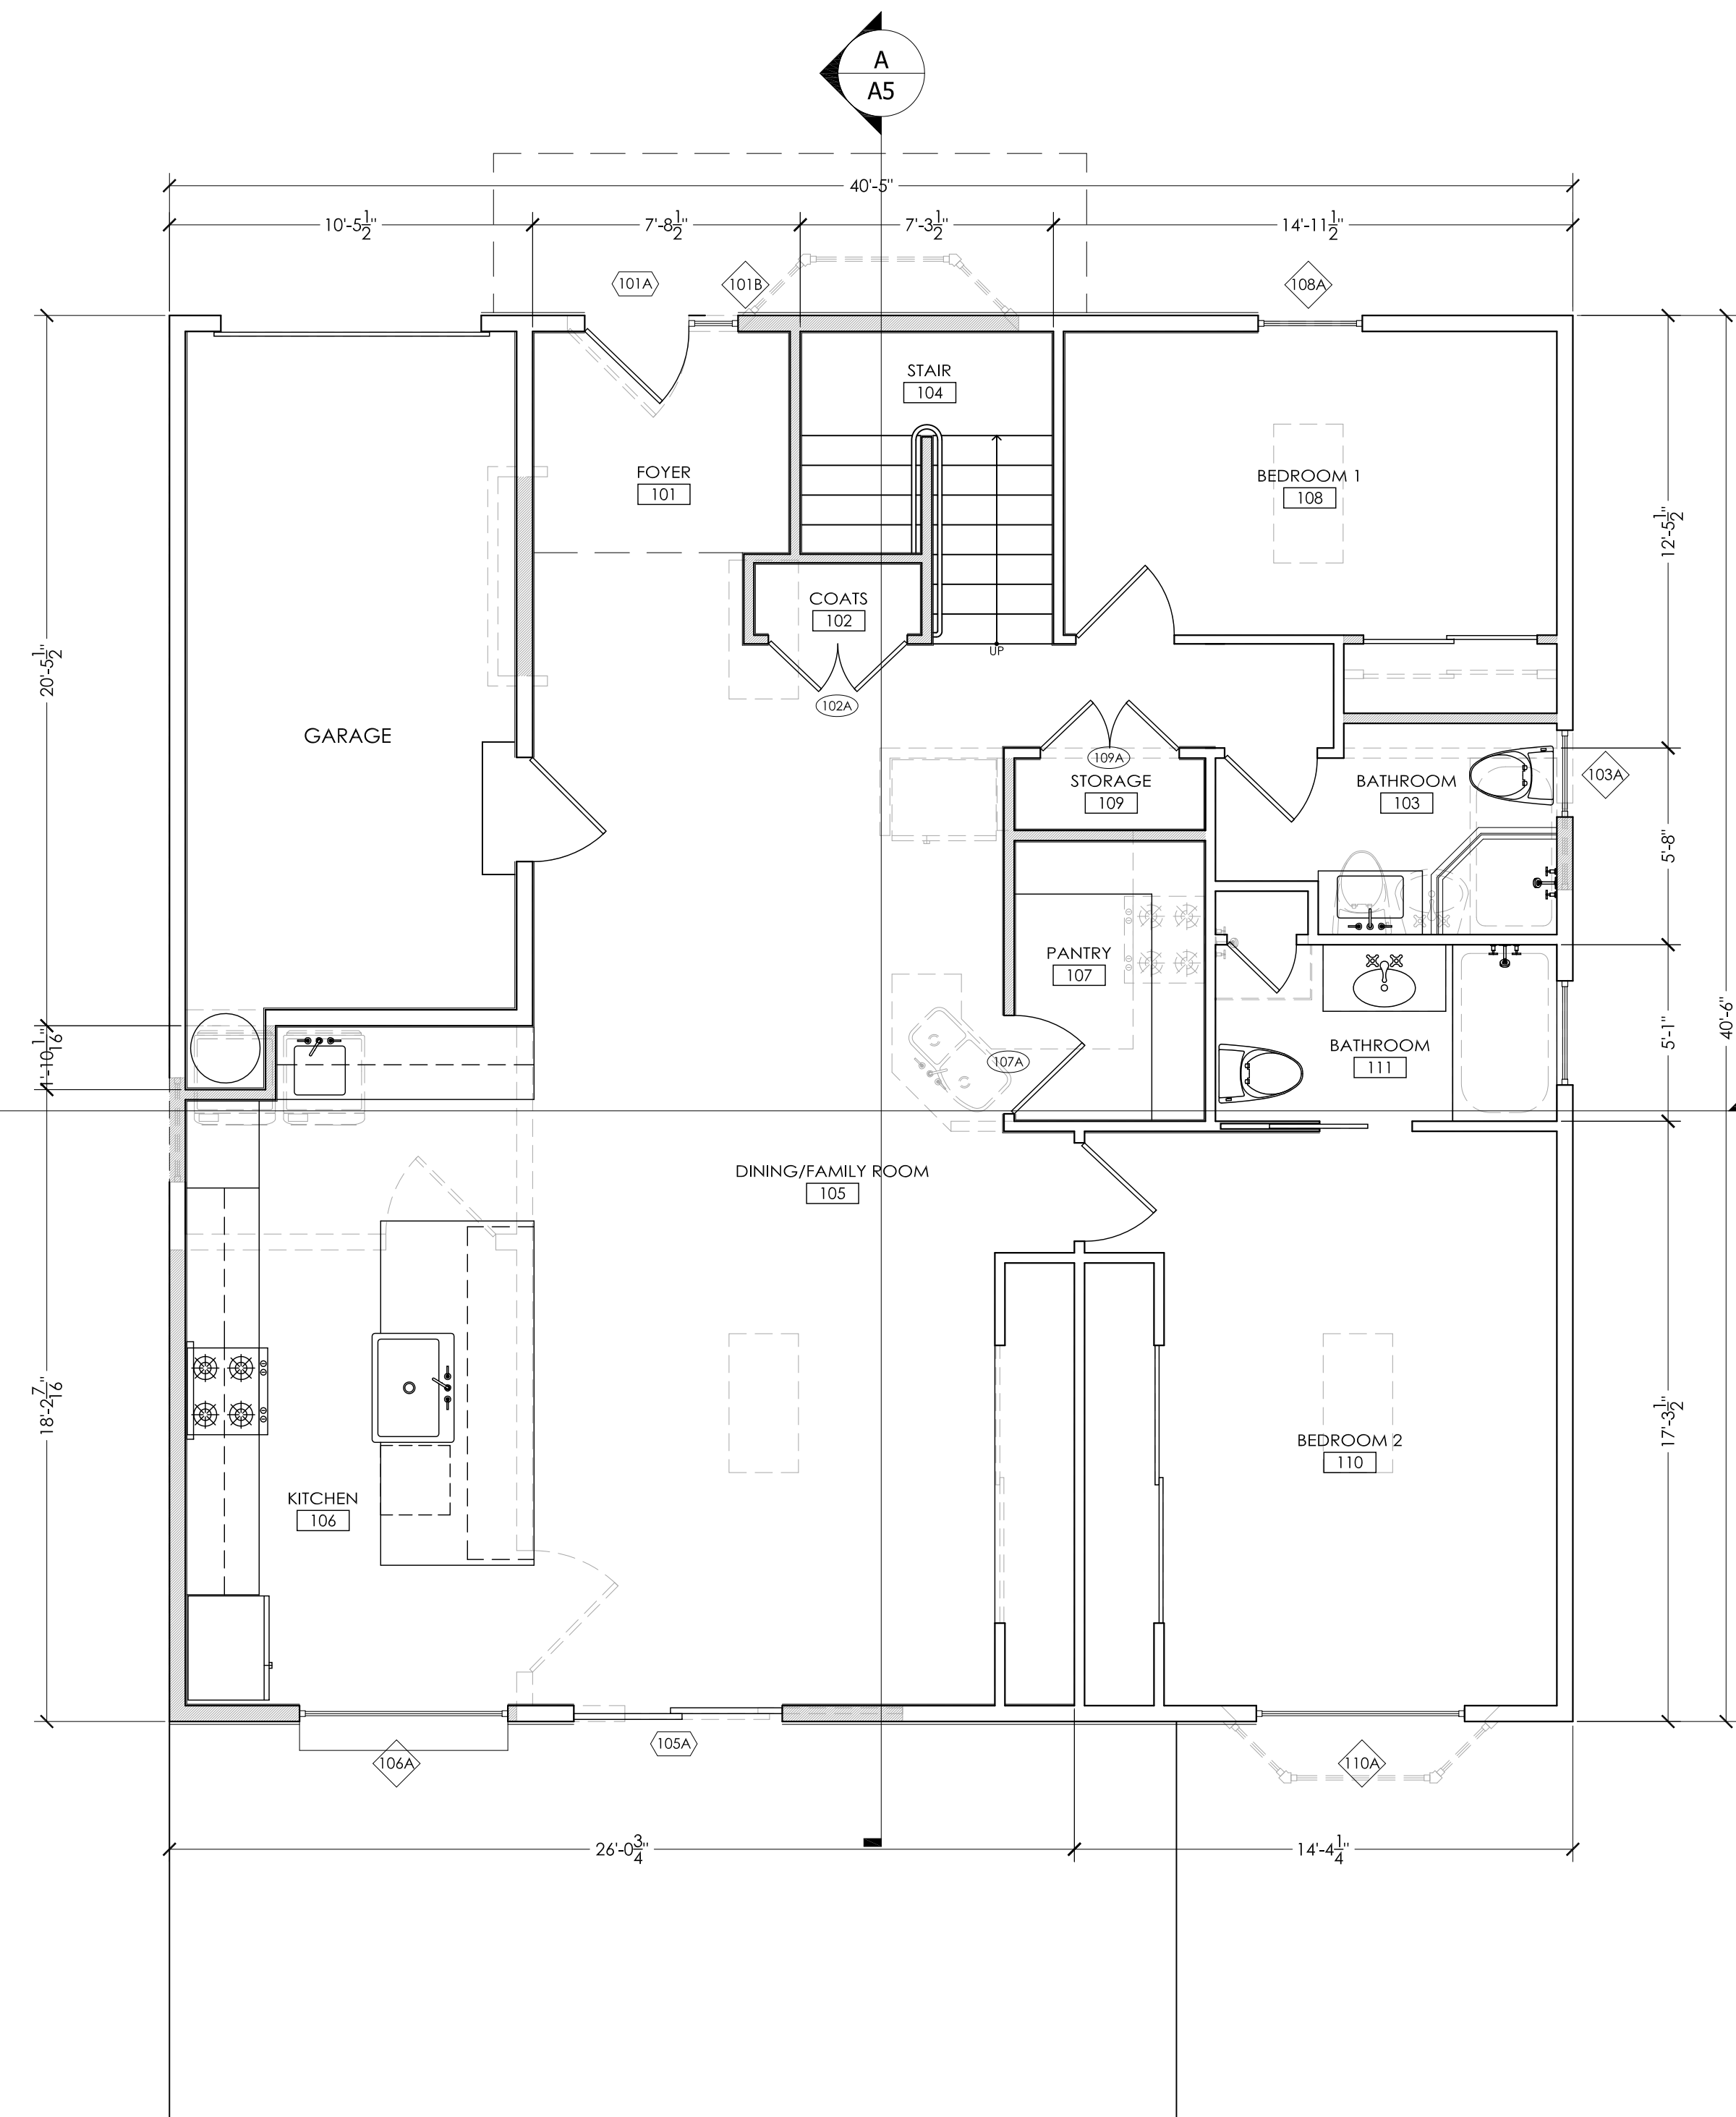 A
A5
40'-5"
10'-5 1/2"
7'-8 1/2"
7'-3 1/2"
14'-11 1/2"
101A
101B
108A
STAIR
104
FOYER
101
BEDROOM 1
108
12'-5 1/2"
COATS
102
UP
20'-5 1/2"
102A
GARAGE
109A
STORAGE
109
BATHROOM
103
103A
5'-8"
PANTRY
107
40'-6"
1'-10 1/16"
107A
BATHROOM
111
5'-1"
DINING/FAMILY ROOM
105
18'-2 7/16"
17'-3 1/2"
BEDROOM 2
110
KITCHEN
106
105A
106A
110A
26'-0 3/4"
14'-4 1/4"